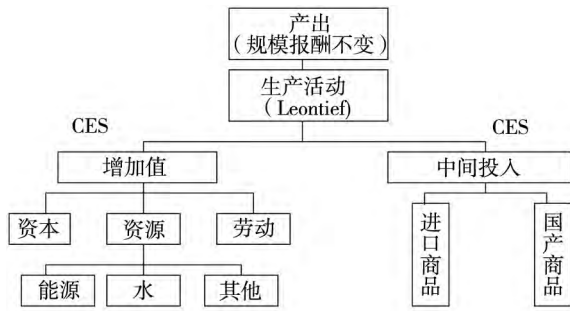 产出
（规模报酬不变）
生产活动
（Leontief)
CES
CES
增加值
中间投入
资本
资源
劳动
进口商品
国产商品
能源
水
其他